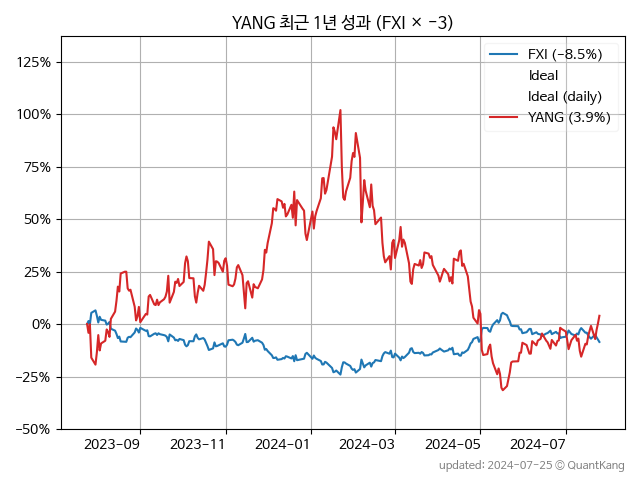 YANG 최근 1년 성과 (FXI × −3)
FXI (−8.5%)
Ideal
Ideal (daily)
YANG (3.9%)
125%
100%
75%
50%
25%
0%
−25%
−50%
2023−09 2023−11 2024−01 2024−03 2024−05 2024−07
updated: 2024-07-25 © QuantKang